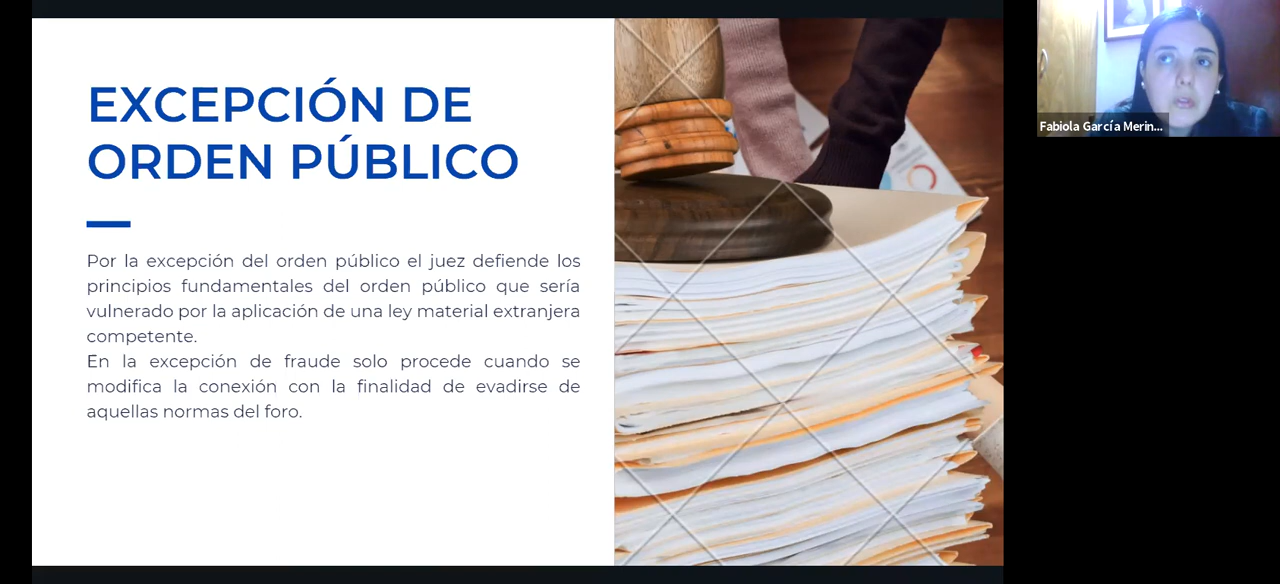 EXCEPCIÓN DE
ORDEN PÚBLICO
Por la excepción del orden público el juez defiende los
principios fundamentales del orden público que sería
vulnerado por la aplicación de una ley material extranjera
competente.
En la excepción de fraude solo procede cuando se
modifica la conexión con la finalidad de evadirse de
aquellas normas del foro.
Fabiola García Merin...